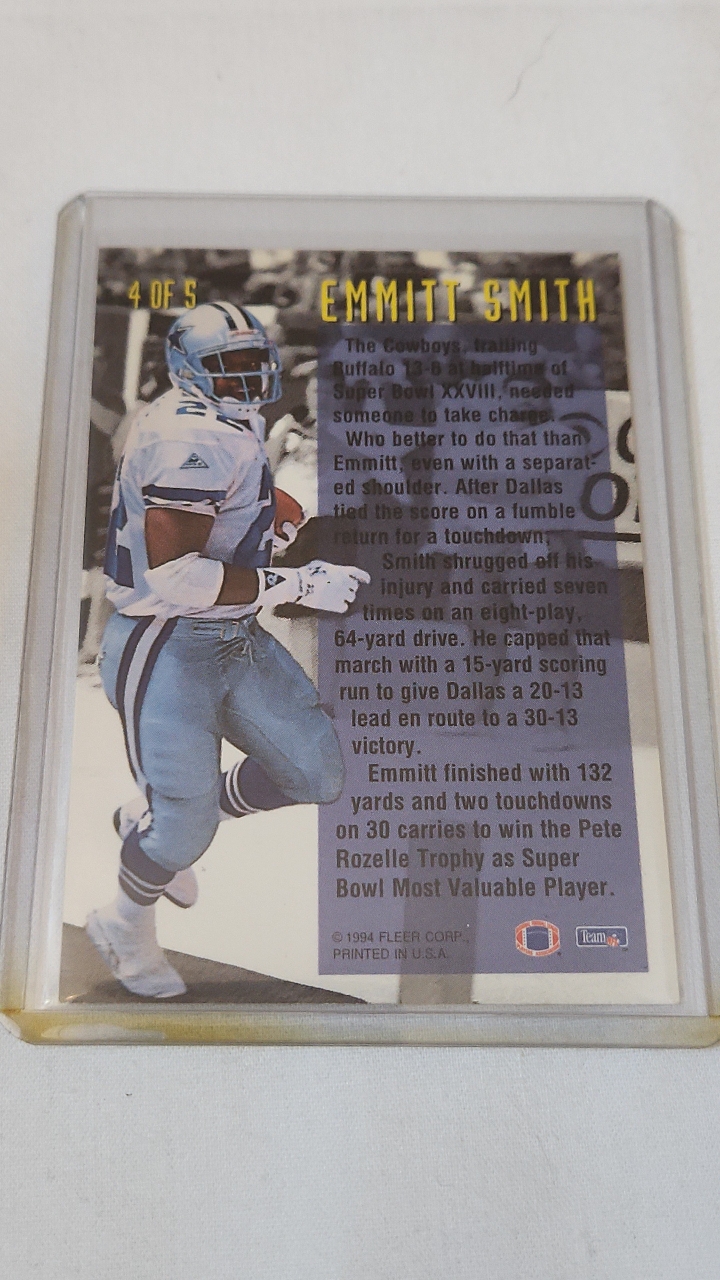 4 OF 5
EMMITT SMITH
The Cowboys, trailing
Buffalo 13-6 at halftime of
Super Bowl XXVIII, needed
someone to take charge.
Who better to do that than
Emmitt, even with a separat-
ed shoulder. After Dallas
tied the score on a fumble
return for a touchdown,
Smith shrugged off his
injury and carried seven
times on an eight-play,
64-yard drive. He capped that
march with a 15-yard scoring
run to give Dallas a 20-13
lead en route to a 30-13
victory.
Emmitt finished with 132
yards and two touchdowns
on 30 carries to win the Pete
Rozelle Trophy as Super
Bowl Most Valuable Player.
© 1994 FLEER CORP.,
PRINTED IN U.S.A.
Team NFL